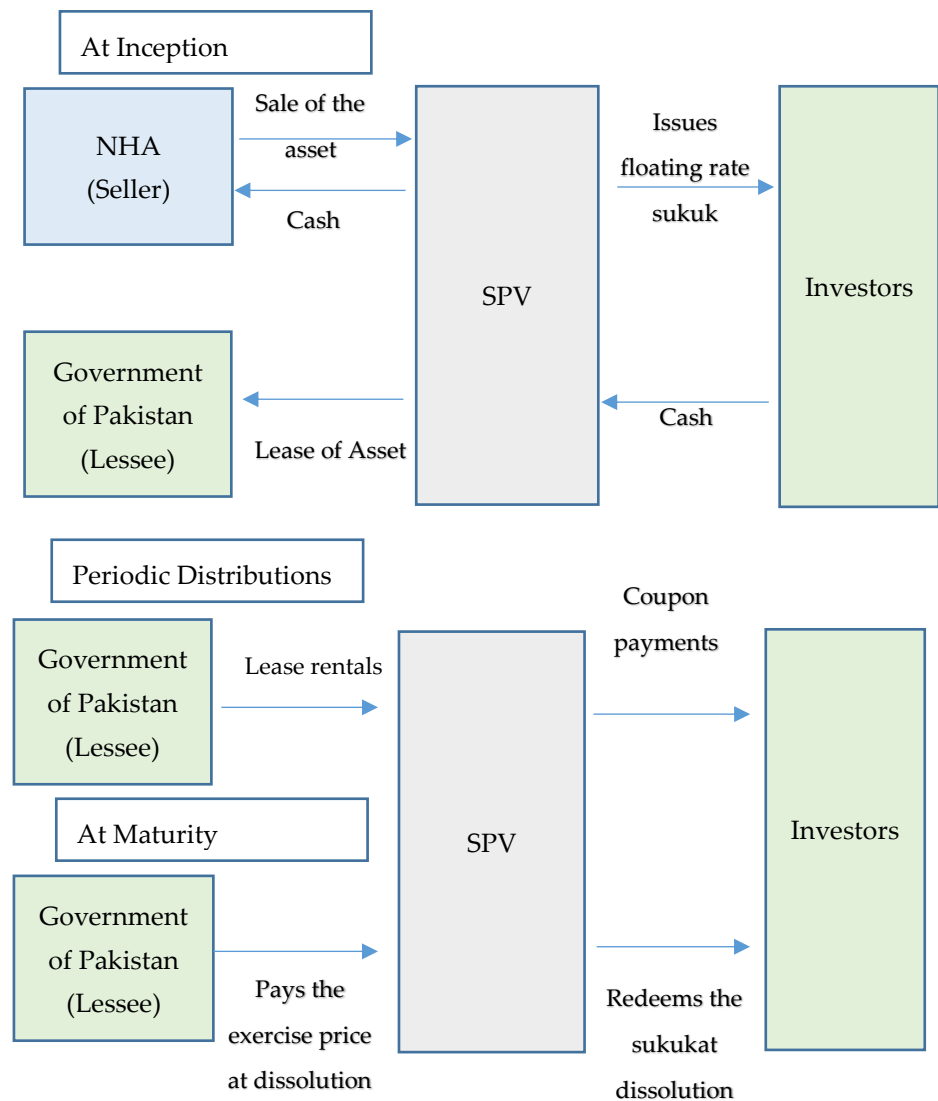 At Inception
NHA
(Seller)
Sale of the
asset
Cash
SPV
Issues
floating rate
sukuk
Investors
Government
of Pakistan
(Lessee)
Lease of Asset
Cash
Periodic Distributions
Government
of Pakistan
(Lessee)
Lease rentals
SPV
Coupon
payments
Investors
At Maturity
Government
of Pakistan
(Lessee)
Pays the
exercise price
at dissolution
Redeems the
sukukat
dissolution